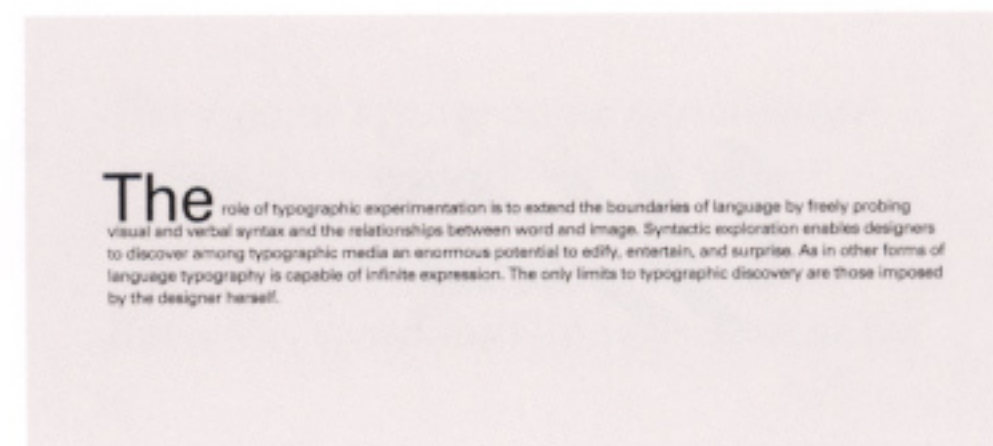 The role of typographic experimentation is to extend the boundaries of language by freely probing
visual and verbal syntax and the relationships between word and image. Syntactic exploration enables designers
to discover among typographic media an enormous potential to edify, entertain, and surprise. As in other forms of
language typography is capable of infinite expression. The only limits to typographic discovery are those imposed
by the designer herself.